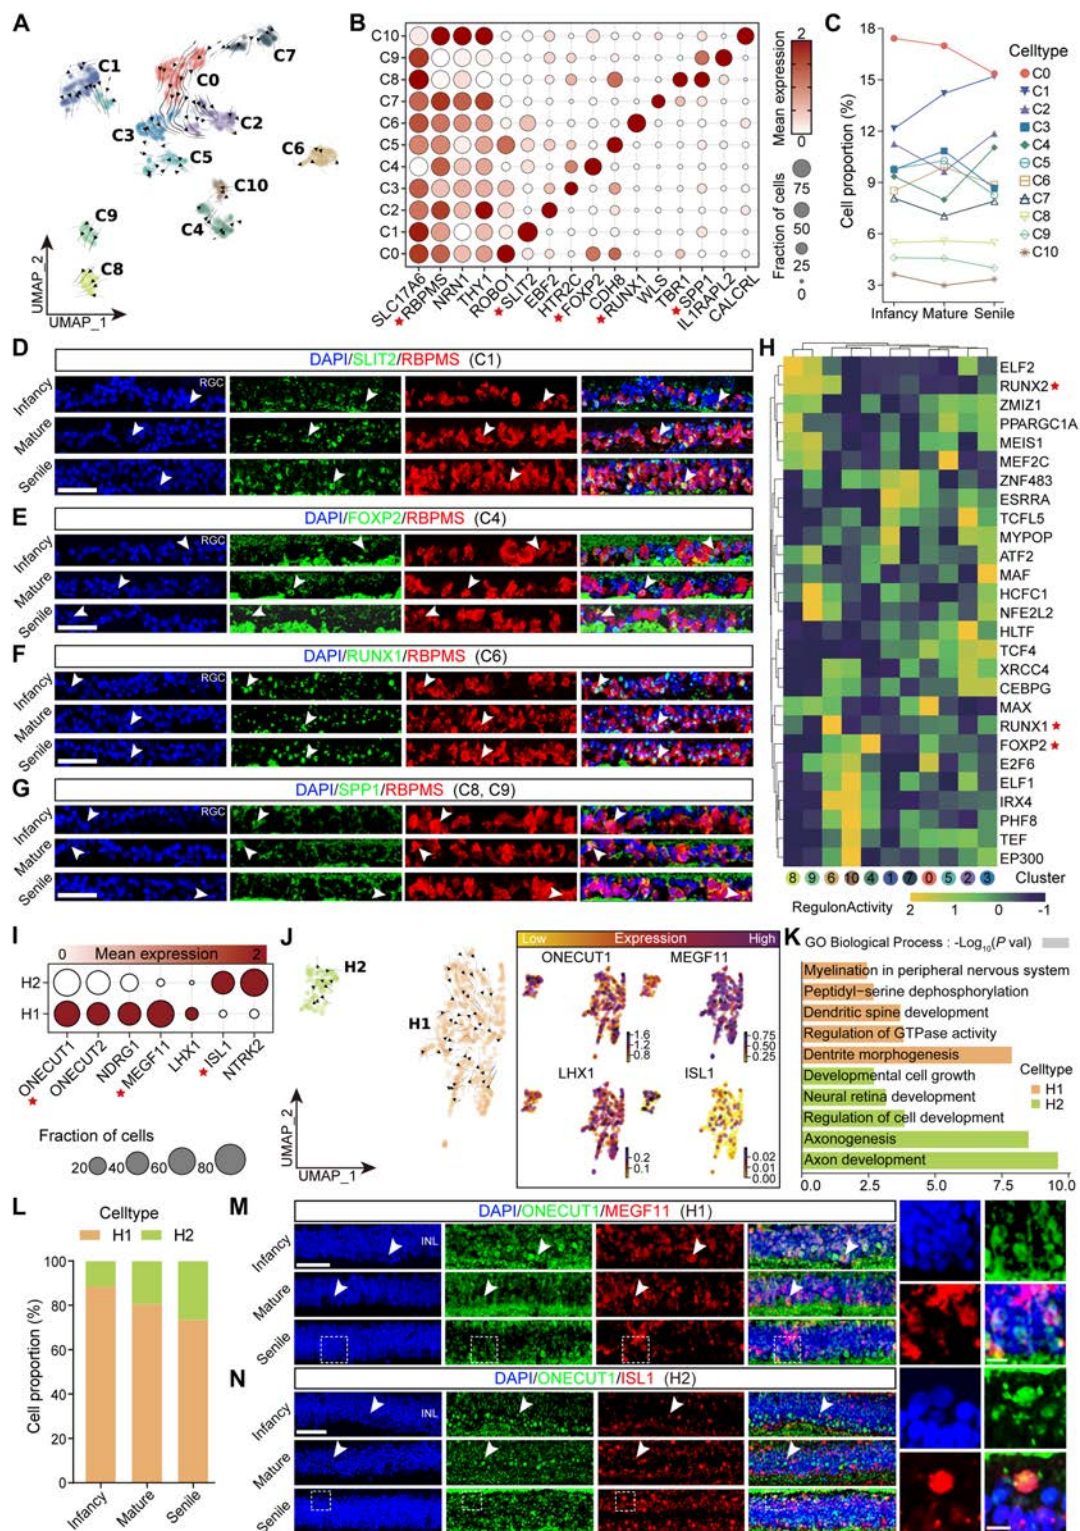 A
C7
C1
C0
C3
C2
C5
C6
C10
C4
C9
C8
UMAP_2
UMAP_1
B
C10
C9
C8
C7
C6
C5
C4
C3
C2
C1
C0
SLC17A6
RBPMS
NRN1
THY1
ROBO1
SLIT2
EBF2
HTR2C
FOXP2
CDH8
RUNX1
WLS
TBR1
SPP1
IL1RAPL2
CALCRL
2
0
Mean expression
75
50
25
0
Fraction of cells
C
18
15
12
9
6
3
Cell proportion (%)
Infancy Mature Senile
Celltype
C0
C1
C2
C3
C4
C5
C6
C7
C8
C9
C10
D
DAPI/SLIT2/RBPMS (C1)
RGC
Infancy
Mature
Senile
E
DAPI/FOXP2/RBPMS (C4)
RGC
Infancy
Mature
Senile
F
DAPI/RUNX1/RBPMS (C6)
RGC
Infancy
Mature
Senile
G
DAPI/SPP1/RBPMS (C8, C9)
RGC
Infancy
Mature
Senile
H
ELF2
RUNX2
ZMIZ1
PPARGC1A
MEIS1
MEF2C
ZNF483
ESRRA
TCFL5
MYPOP
ATF2
MAF
HCFC1
NFE2L2
HLTF
TCF4
XRCC4
CEBPG
MAX
RUNX1
FOXP2
E2F6
ELF1
IRX4
PHF8
TEF
EP300
8 9 6 10 4 1 7 0 5 2 3 Cluster
RegulonActivity
2 1 0 -1
I
0 Mean expression 2
H2
H1
ONECUT1
ONECUT2
NDRG1
MEGF11
LHX1
ISL1
NTRK2
Fraction of cells
20 40 60 80
J
H2
H1
UMAP_2
UMAP_1
Low Expression High
ONECUT1
1.6
1.2
0.8
MEGF11
0.75
0.50
0.25
LHX1
0.2
0.1
ISL1
0.02
0.01
0.00
K
GO Biological Process : -Log10(P val)
Myelination in peripheral nervous system
Peptidyl−serine dephosphorylation
Dendritic spine development
Regulation of GTPase activity
Dendrite morphogenesis
Developmental cell growth
Neural retina development
Regulation of cell development
Axonogenesis
Axon development
0.0 2.5 5.0 7.5 10.0
Celltype
H1
H2
L
Celltype
H1 H2
100
80
60
40
20
0
Cell proportion (%)
Infancy
Mature
Senile
M
DAPI/ONECUT1/MEGF11 (H1)
INL
Infancy
Mature
Senile
N
DAPI/ONECUT1/ISL1 (H2)
INL
Infancy
Mature
Senile